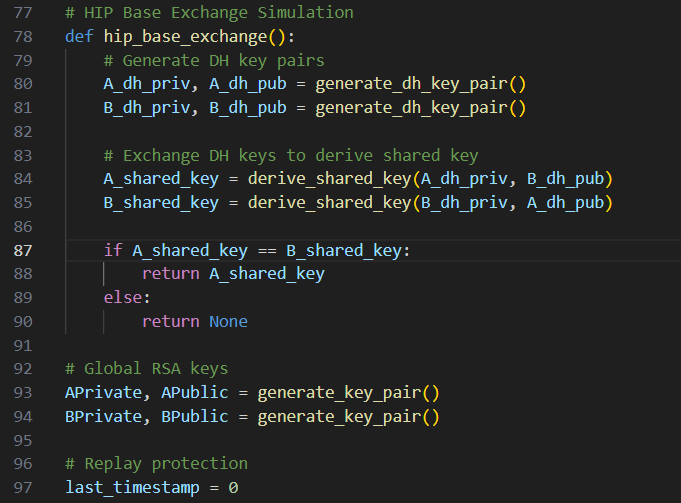 77 # HIP Base Exchange Simulation
78 def hip_base_exchange():
79     # Generate DH key pairs
80     A_dh_priv, A_dh_pub = generate_dh_key_pair()
81     B_dh_priv, B_dh_pub = generate_dh_key_pair()
82
83     # Exchange DH keys to derive shared key
84     A_shared_key = derive_shared_key(A_dh_priv, B_dh_pub)
85     B_shared_key = derive_shared_key(B_dh_priv, A_dh_pub)
86
87     if A_shared_key == B_shared_key:
88         return A_shared_key
89     else:
90         return None
91
92 # Global RSA keys
93 APrivate, APublic = generate_key_pair()
94 BPrivate, BPublic = generate_key_pair()
95
96 # Replay protection
97 last_timestamp = 0